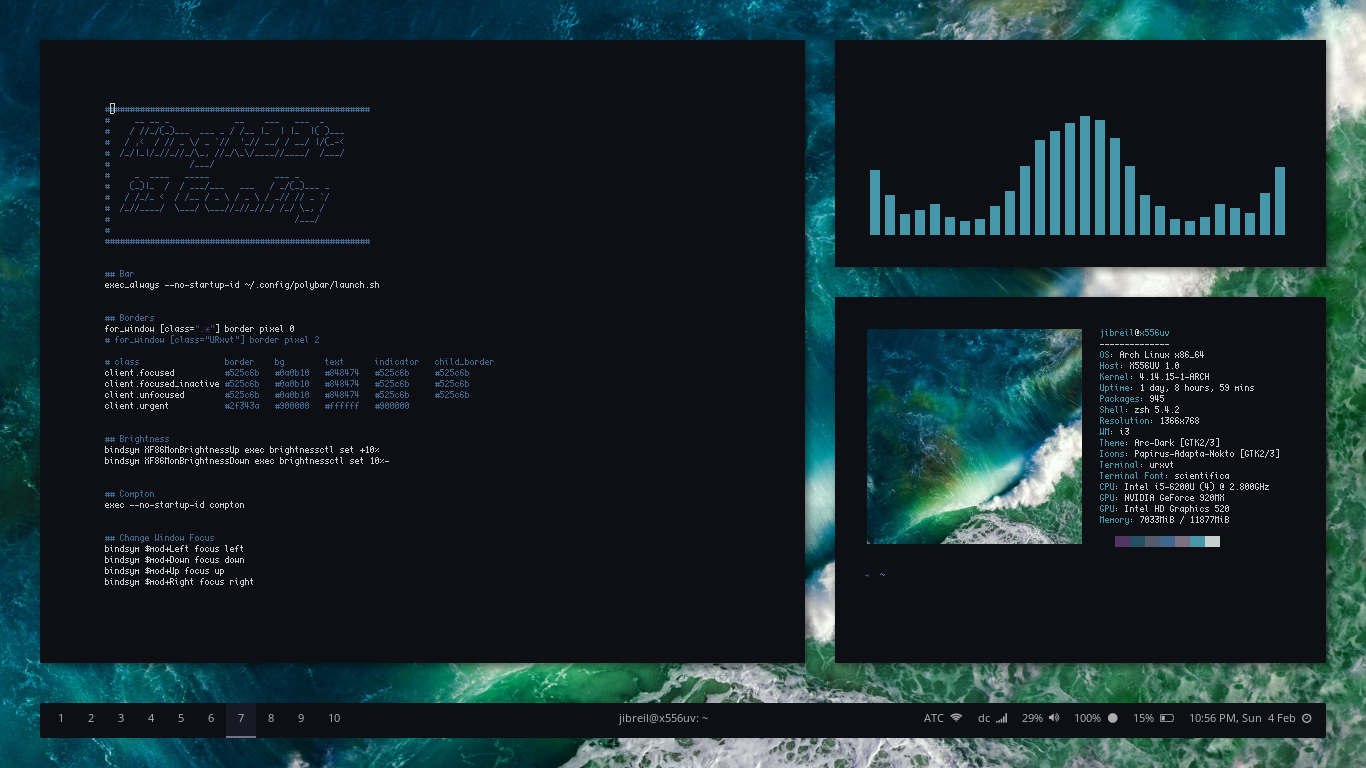 ## Bar
exec_always --no-startup-id ~/.config/polybar/launch.sh
## Borders
for_window [class=".*"] border pixel 0
# for_window [class="URxvt"] border pixel 2
# class border bg text indicator child_border
client.focused #525c6b #0a0b10 #848474 #525c6b #525c6b
client.focused_inactive #525c6b #0a0b10 #848474 #525c6b #525c6b
client.unfocused #525c6b #0a0b10 #848474 #525c6b #525c6b
client.urgent #2f343a #900000 #ffffff #900000
## Brightness
bindsym XF86MonBrightnessUp exec brightnessctl set +10%
bindsym XF86MonBrightnessDown exec brightnessctl set 10%-
## Compton
exec --no-startup-id compton
## Change Window Focus
bindsym $mod+Left focus left
bindsym $mod+Down focus down
bindsym $mod+Up focus up
bindsym $mod+Right focus right
jibreil@x556uv
--------------
OS: Arch Linux x86_64
Host: X556UV 1.0
Kernel: 4.14.15-1-ARCH
Uptime: 1 day, 8 hours, 59 mins
Packages: 945
Shell: zsh 5.4.2
Resolution: 1366x768
WM: i3
Theme: Arc-Dark [GTK2/3]
Icons: Papirus-Adapta-Nokto [GTK2/3]
Terminal: urxvt
Terminal Font: scientifica
CPU: Intel i5-6200U (4) @ 2.800GHz
GPU: NVIDIA GeForce 920MX
GPU: Intel HD Graphics 520
Memory: 7033MiB / 11877MiB
→ ~
1 2 3 4 5 6 7 8 9 10 jibreil@x556uv: ~ ATC dc 29% 100% 15% 10:56 PM, Sun 4 Feb